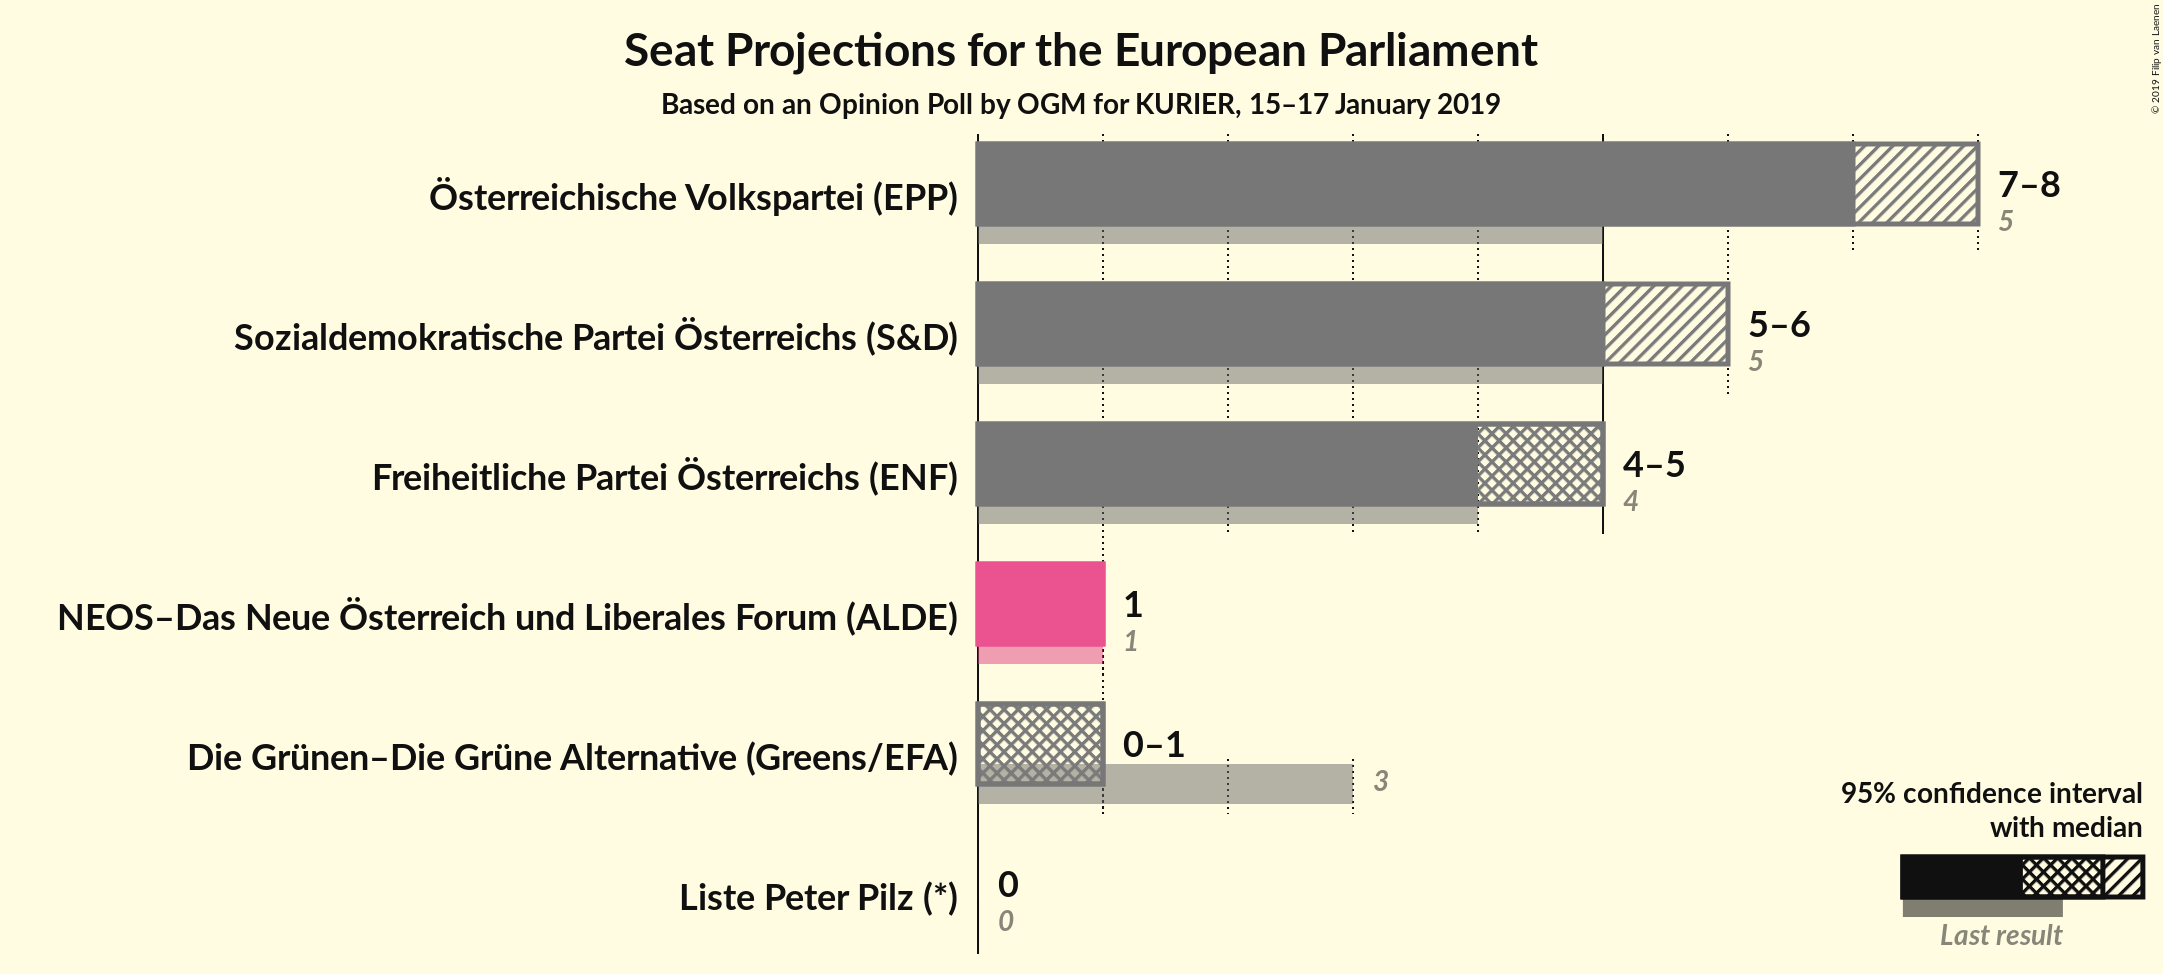 Seat Projections for the European Parliament
Based on an Opinion Poll by OGM for KURIER, 15–17 January 2019
© 2019 Filip van Laenen
Österreichische Volkspartei (EPP)
7–8
5
Sozialdemokratische Partei Österreichs (S&D)
5–6
5
Freiheitliche Partei Österreichs (ENF)
4–5
4
NEOS–Das Neue Österreich und Liberales Forum (ALDE)
1
1
Die Grünen–Die Grüne Alternative (Greens/EFA)
0–1
3
Liste Peter Pilz (*)
0
0
95% confidence interval
with median
Last result